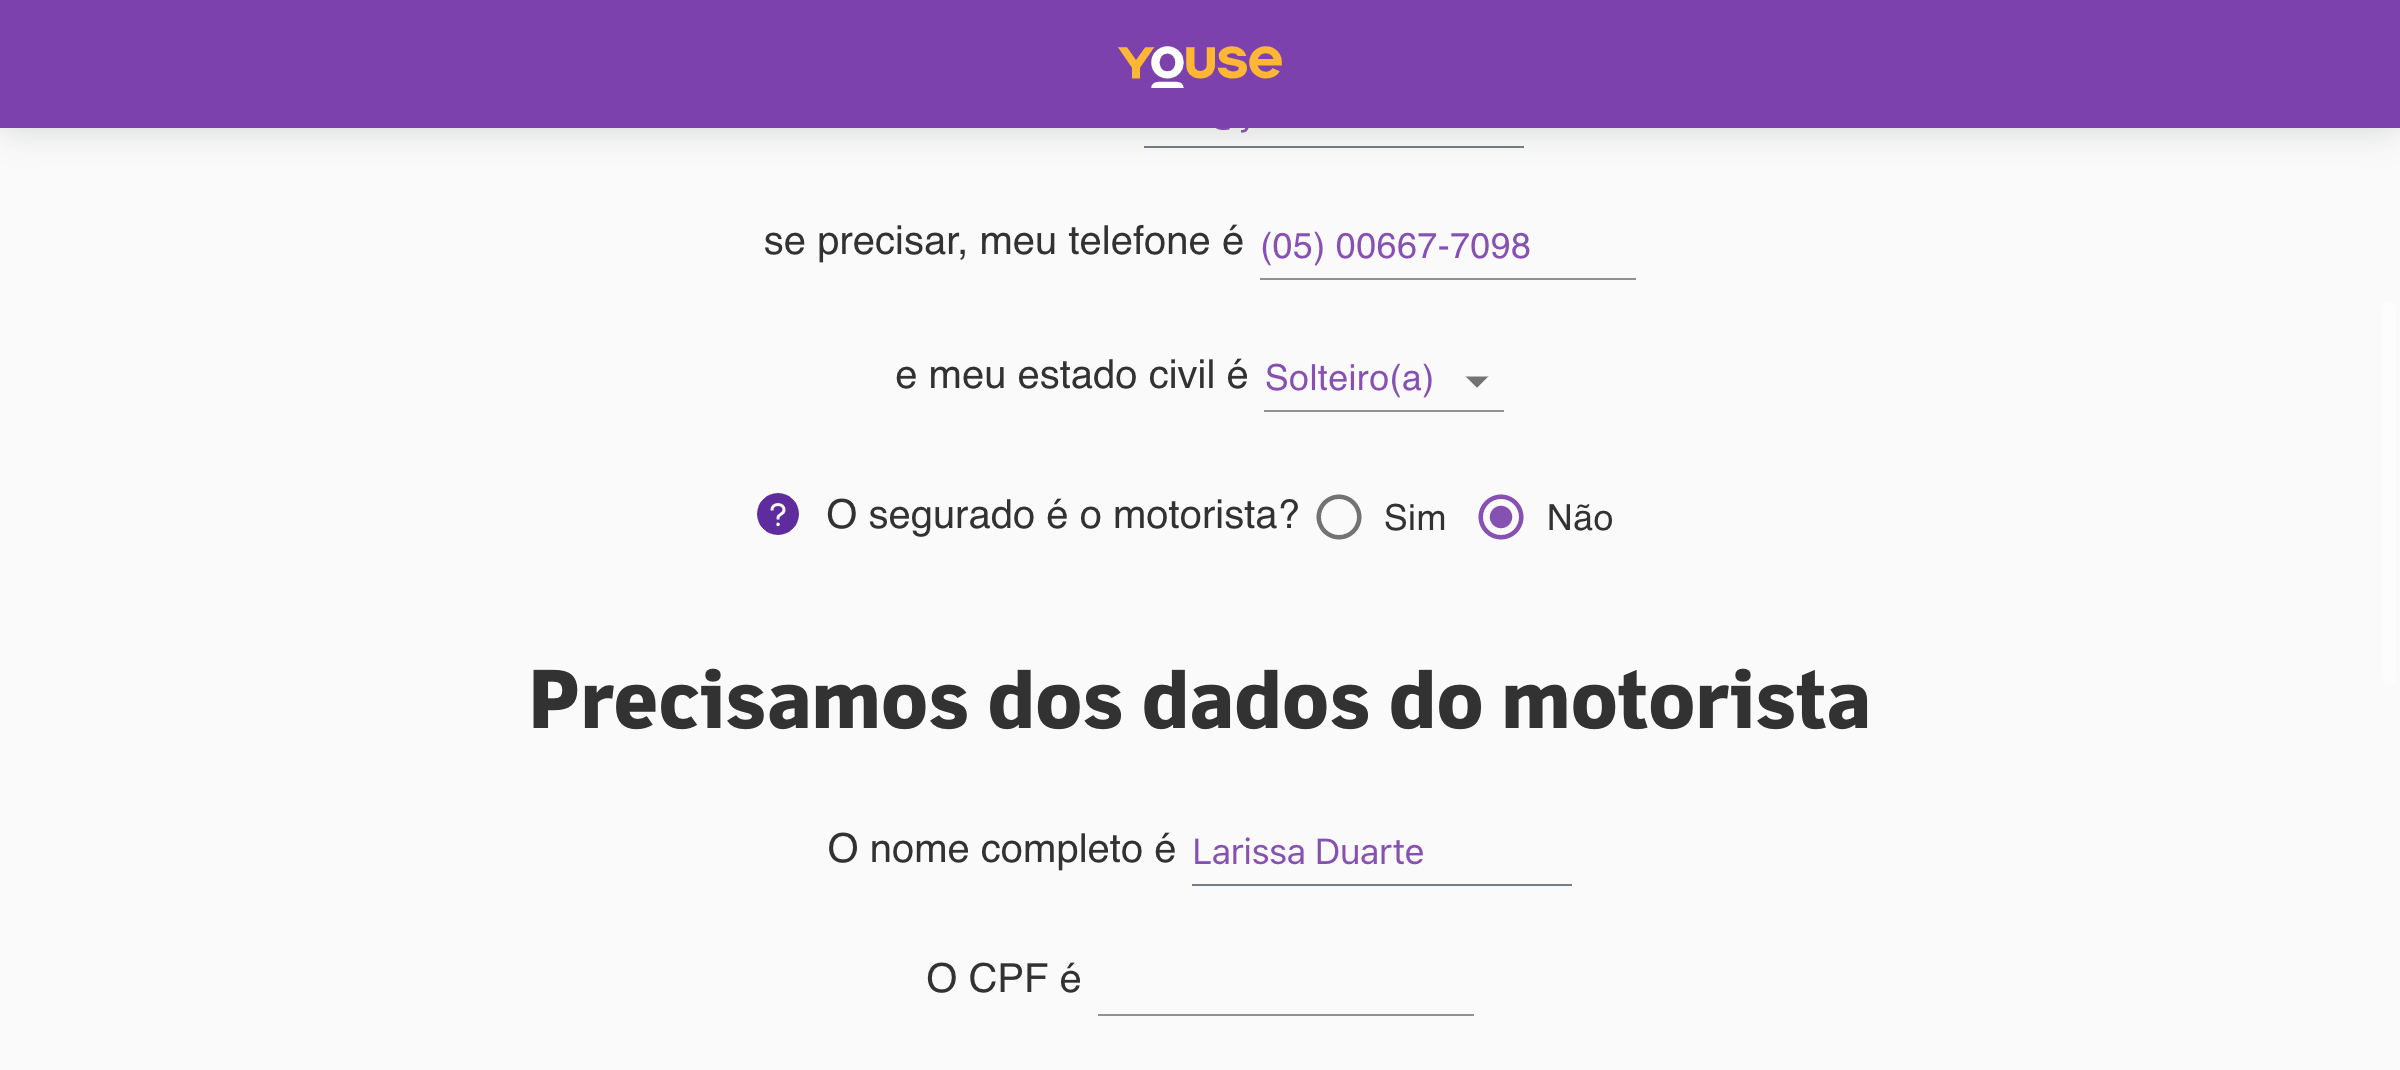 youse
se precisar, meu telefone é (05) 00667-7098
e meu estado civil é Solteiro(a)
? O segurado é o motorista? Sim Não
Precisamos dos dados do motorista
O nome completo é Larissa Duarte
O CPF é